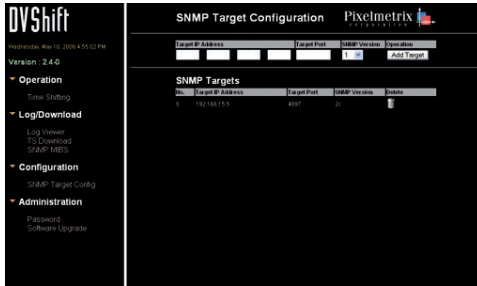 DVShift
Wednesday, May 10, 2006 4:55:02 PM
Version : 2.4-0
Operation
Time Shifting
Log/Download
Log Viewer
TS Download
SNMP MIBS
Configuration
SNMP Target Config
Administration
Password
Software Upgrade
SNMP Target Configuration
Pixelmetrix
corporation
Target IP Address Target Port SNMP Version Operation
1 Add Target
SNMP Targets
No. Target IP Address Target Port SNMP Version Delete
0 192.168.15.5